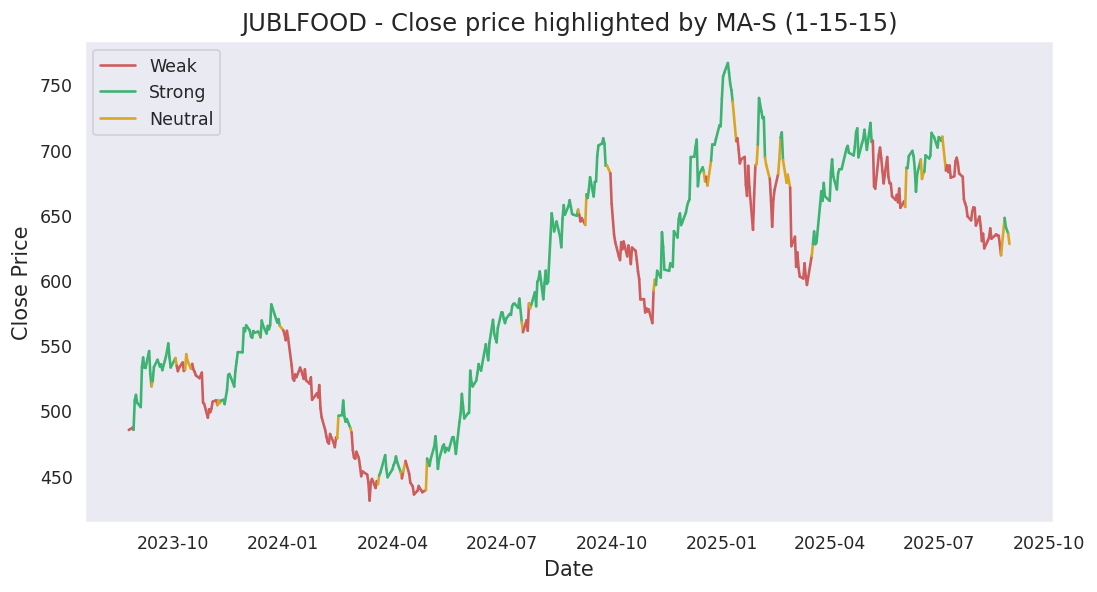 JUBLFOOD - Close price highlighted by MA-S (1-15-15)
Weak
Strong
Neutral
750
700
650
600
550
500
450
Close Price
2023-10
2024-01
2024-04
2024-07
2024-10
2025-01
2025-04
2025-07
2025-10
Date